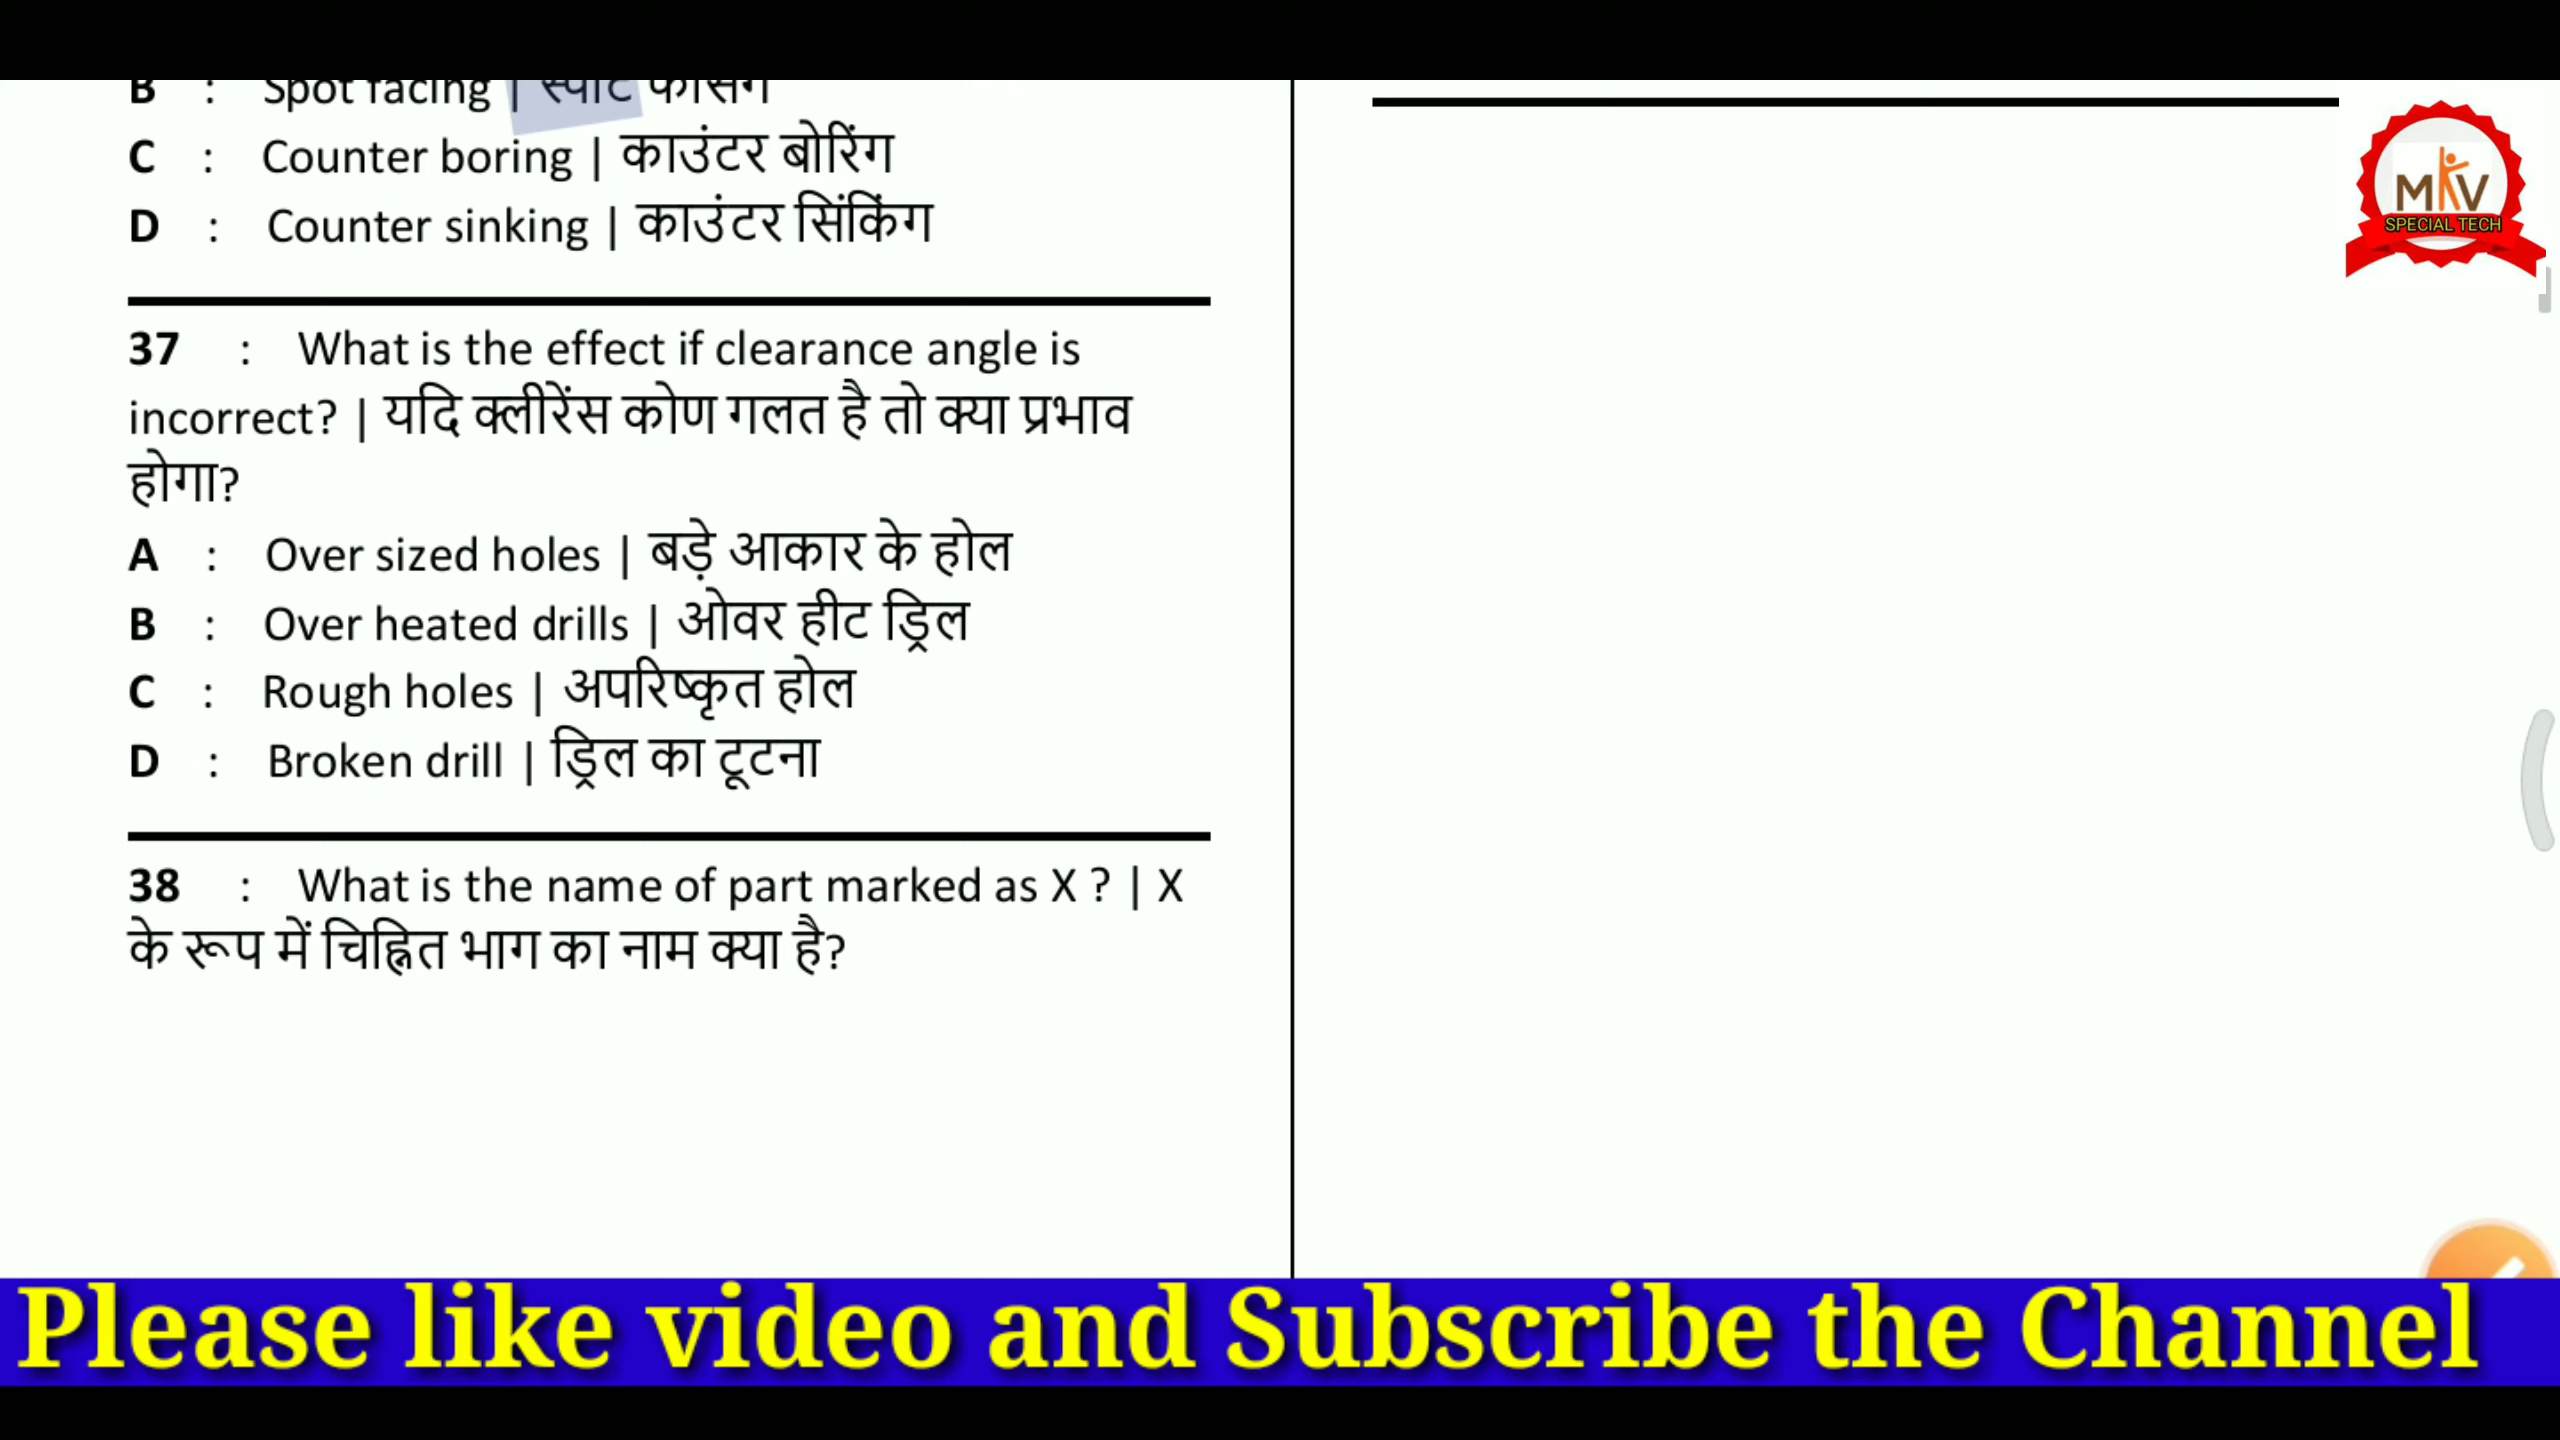 B : Spot facing | स्पॉट फेसिंग
C : Counter boring | काउंटर बोरिंग
D : Counter sinking | काउंटर सिंकिंग
MKV
SPECIAL TECH
37 : What is the effect if clearance angle is
incorrect? | यदि क्लीरेंस कोण गलत है तो क्या प्रभाव
होगा?
A : Over sized holes | बड़े आकार के होल
B : Over heated drills | ओवर हीट ड्रिल
C : Rough holes | अपरिष्कृत होल
D : Broken drill | ड्रिल का टूटना
38 : What is the name of part marked as X ? | X
के रूप में चिह्नित भाग का नाम क्या है?
Please like video and Subscribe the Channel